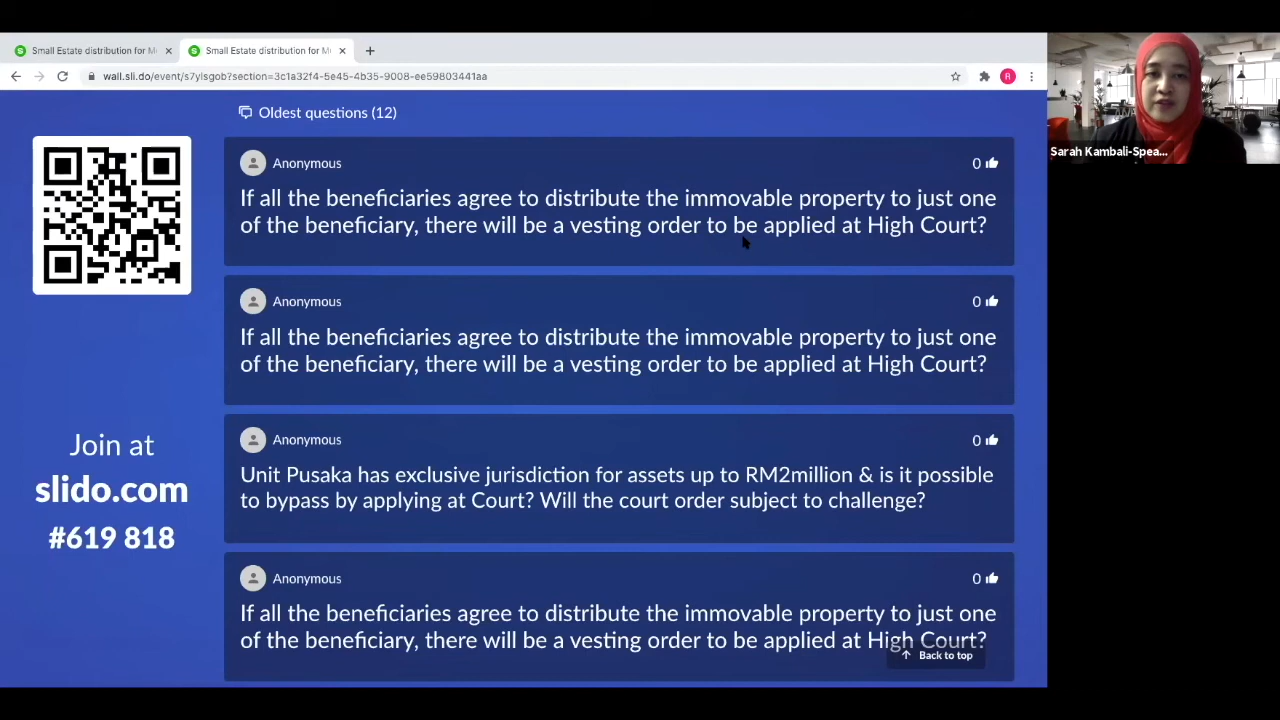 Small Estate distribution for M
Small Estate distribution for M
wall.sli.do/event/s7ylsgob?section=3c1a32f4-5e45-4b35-9008-ee59803441aa
R
Oldest questions (12)
Anonymous
0
If all the beneficiaries agree to distribute the immovable property to just one
of the beneficiary, there will be a vesting order to be applied at High Court?
Anonymous
0
If all the beneficiaries agree to distribute the immovable property to just one
of the beneficiary, there will be a vesting order to be applied at High Court?
Anonymous
0
Unit Pusaka has exclusive jurisdiction for assets up to RM2million & is it possible
to bypass by applying at Court? Will the court order subject to challenge?
Anonymous
0
If all the beneficiaries agree to distribute the immovable property to just one
of the beneficiary, there will be a vesting order to be applied at High Court?
Back to top
Join at
slido.com
#619 818
Sarah Kambali-Spea...